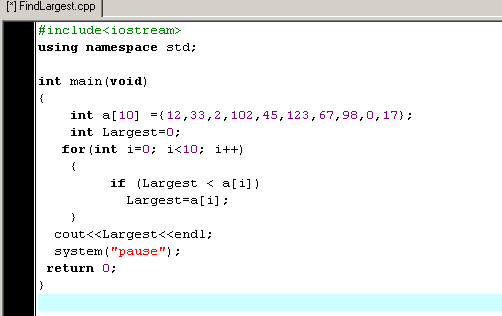 [*] FindLargest.cpp
#include<iostream>
using namespace std;
int main(void)
{
int a[10] ={12,33,2,102,45,123,67,98,0,17};
int Largest=0;
for(int i=0; i<10; i++)
{
if (Largest < a[i])
Largest=a[i];
}
cout<<Largest<<endl;
system("pause");
return 0;
}